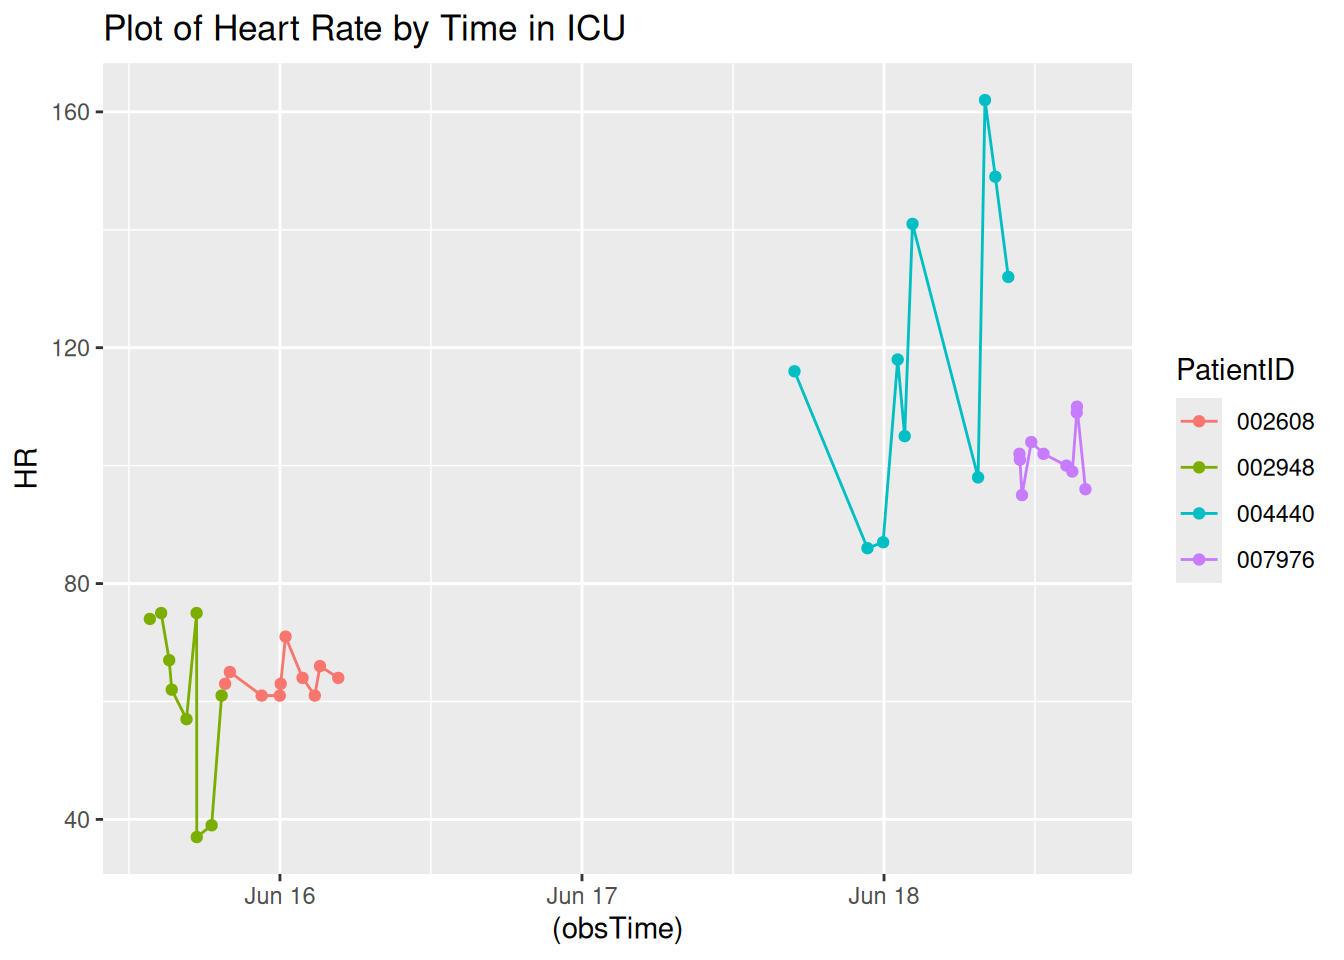 Plot of Heart Rate by Time in ICU
160
120
80
40
HR
Jun 16
Jun 17
Jun 18
(obsTime)
PatientID
002608
002948
004440
007976